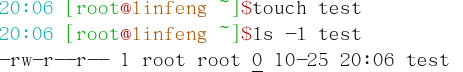 20:06 [root@linfeng ~]$touch test
20:06 [root@linfeng ~]$ls -l test
-rw-r--r-- 1 root root 0 10-25 20:06 test